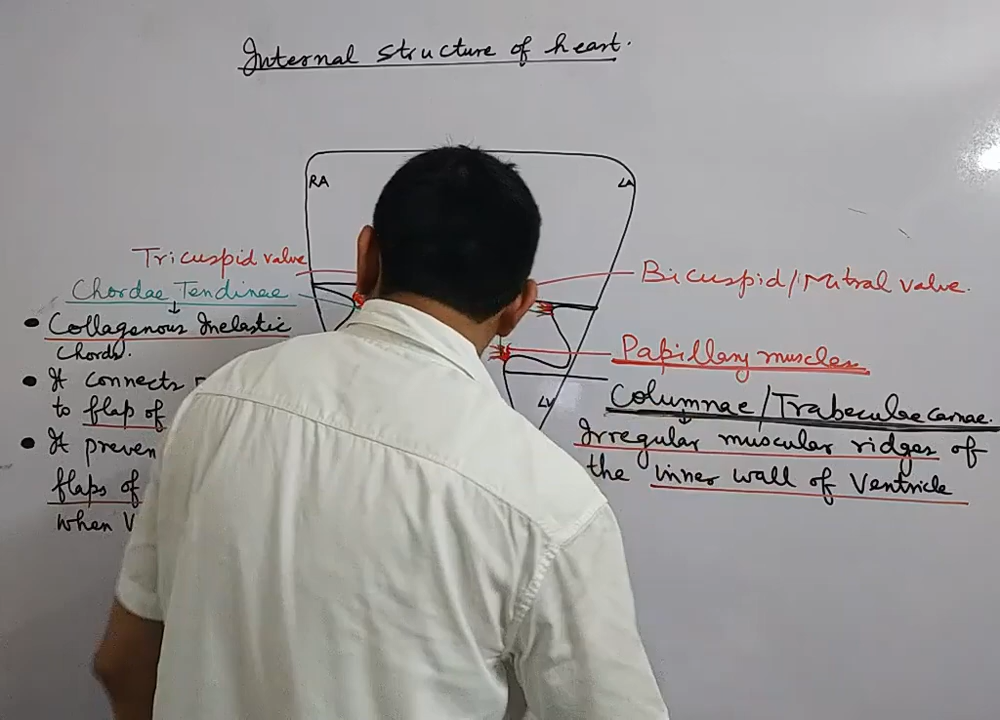 Internal structure of heart.
RA
LA
Tricuspid valve
Chordae Tendinae
• Collagenous Inelastic
Chords.
• It connects
to flap of
• It preven
flaps of
when V
Bicuspid/Mitral valve.
Papillary muscles
Columnae/Trabeculae carnae.
LV
Irregular muscular ridges of
the inner wall of Ventricle